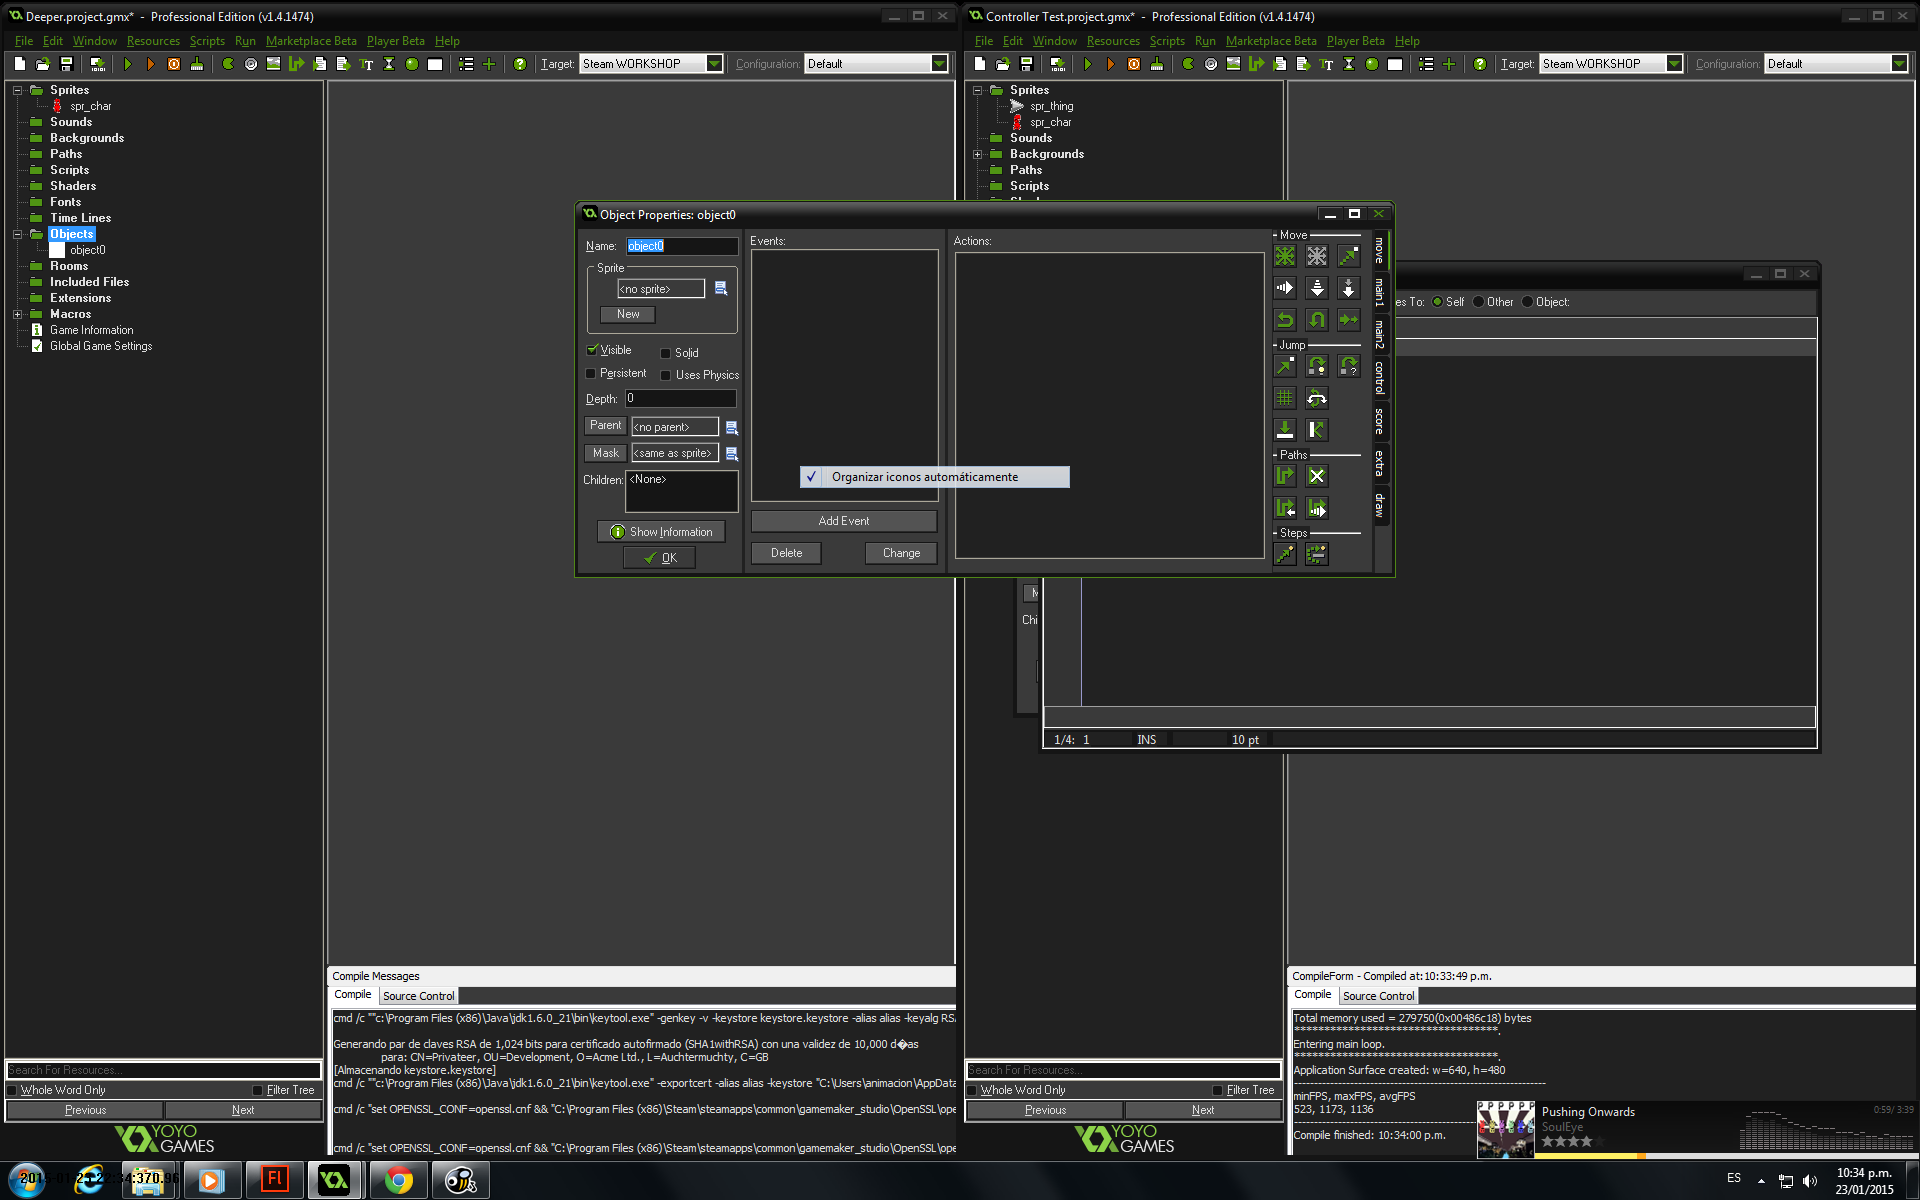 Deeper.project.gmx* - Professional Edition (v1.4.1474)
File Edit Window Resources Scripts Run Marketplace Beta Player Beta Help
Target: Steam WORKSHOP Configuration: Default
Sprites
spr_char
Sounds
Backgrounds
Paths
Scripts
Shaders
Fonts
Time Lines
Objects
object0
Rooms
Included Files
Extensions
Macros
Game Information
Global Game Settings
Search For Resources...
Whole Word Only Filter Tree
Previous Next
YOYO
GAMES
Compile Messages
Compile Source Control
cmd /c ""c:\Program Files (x86)\Java\jdk1.6.0_21\bin\keytool.exe" -genkey -v -keystore keystore.keystore -alias alias -keyalg RSA
Generando par de claves RSA de 1,024 bits para certificado autofirmado (SHA1withRSA) con una validez de 10,000 d�as
para: CN=Privateer, OU=Development, O=Acme Ltd., L=Auchtermuchty, C=GB
[Almacenando keystore.keystore]
cmd /c ""c:\Program Files (x86)\Java\jdk1.6.0_21\bin\keytool.exe" -exportcert -alias alias -keystore "C:\Users\animacion\AppData
cmd /c "set OPENSSL_CONF=openssl.cnf && "C:\Program Files (x86)\Steam\steamapps\common\gamemaker_studio\OpenSSL\ope
cmd /c "set OPENSSL_CONF=openssl.cnf && "C:\Program Files (x86)\Steam\steamapps\common\gamemaker_studio\OpenSSL\ope
Object Properties: object0
Name: object0
Sprite
<no sprite>
New
Visible Solid
Persistent Uses Physics
Depth: 0
Parent <no parent>
Mask <same as sprite>
Children: <None>
Show Information
OK
Events:
Add Event
Delete Change
Organizar iconos automáticamente
Actions:
Move
Jump
Paths
Steps
move
main1
main2
control
score
extra
draw
Controller Test.project.gmx* - Professional Edition (v1.4.1474)
File Edit Window Resources Scripts Run Marketplace Beta Player Beta Help
Target: Steam WORKSHOP Configuration: Default
Sprites
spr_thing
spr_char
Sounds
Backgrounds
Paths
Scripts
es To: Self Other Object:
M
Chi
1/4: 1 INS 10 pt
Search For Resources...
Whole Word Only Filter Tree
Previous Next
YOYO
GAMES
CompileForm - Compiled at: 10:33:49 p.m.
Compile Source Control
Total memory used = 279750(0x00486c18) bytes
**********************************.
Entering main loop.
**********************************.
Application Surface created: w=640, h=480
minFPS, maxFPS, avgFPS
523, 1173, 1136
Compile finished: 10:34:00 p.m.
Pushing Onwards
SoulEye
0:59/ 3:39
Fl
ES
10:34 p.m.
23/01/2015